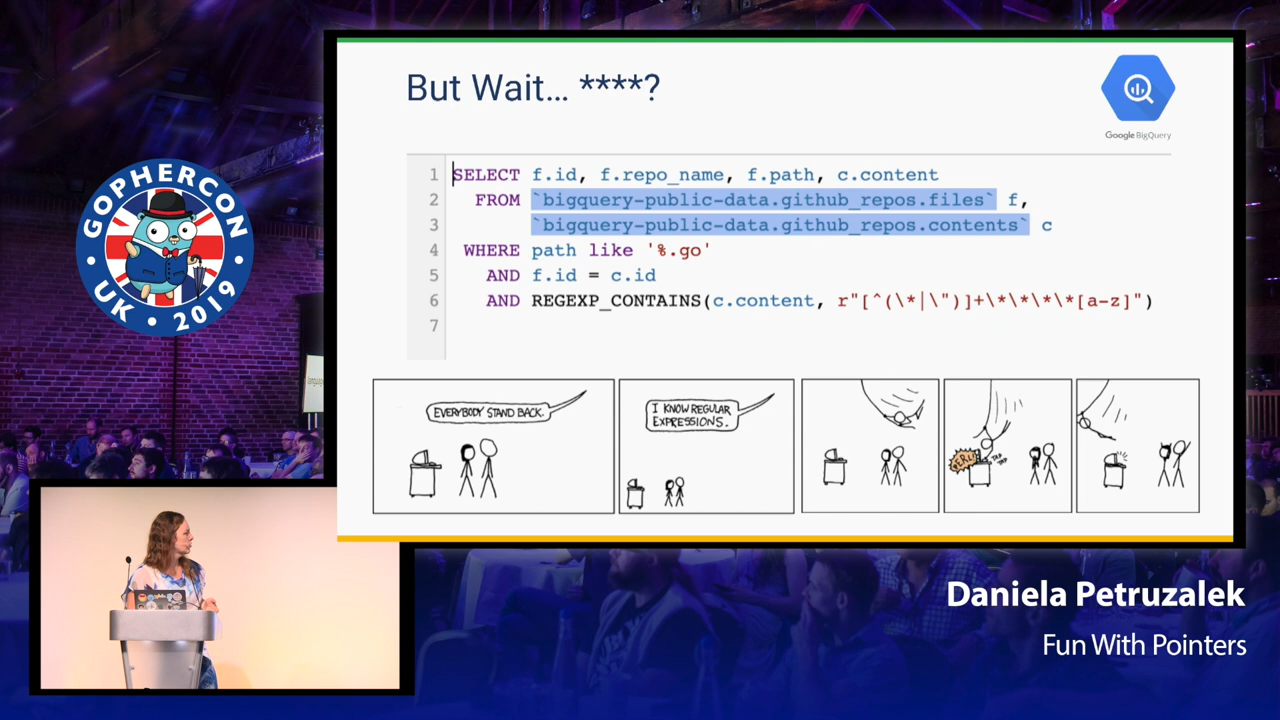 But Wait... ****?
Google BigQuery
1 SELECT f.id, f.repo_name, f.path, c.content
2 FROM `bigquery-public-data.github_repos.files` f,
3 `bigquery-public-data.github_repos.contents` c
4 WHERE path like '%.go'
5 AND f.id = c.id
6 AND REGEXP_CONTAINS(c.content, r"[^(\*|\")]+\*\*\*\*[a-z]")
7
EVERYBODY STAND BACK.
I KNOW REGULAR
EXPRESSIONS.
PERL!
TAP
TAP
GOPHERCON
UK • 2019
Daniela Petruzalek
Fun With Pointers